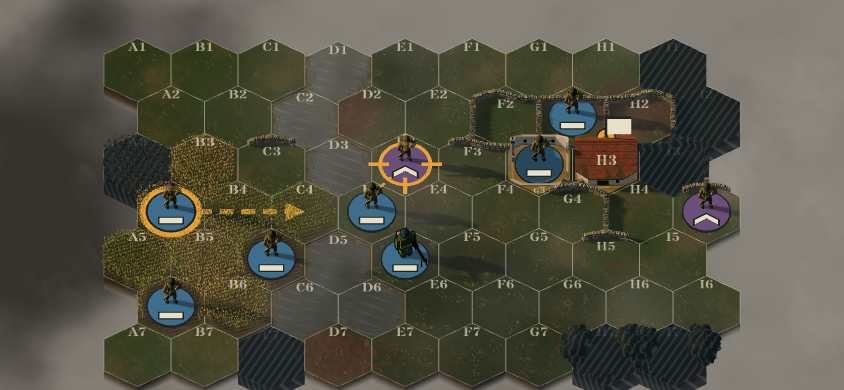 A1 B1 C1 D1 E1 F1 G1 H1
A2 B2 C2 D2 E2 F2 H2
B3 C3 D3 F3 H3
B4 C4 E4 F4 G4 H4
A5 B5 D5 F5 G5 H5 I5
B6 C6 D6 E6 F6 G6 H6 I6
A7 B7 D7 E7 F7 G7